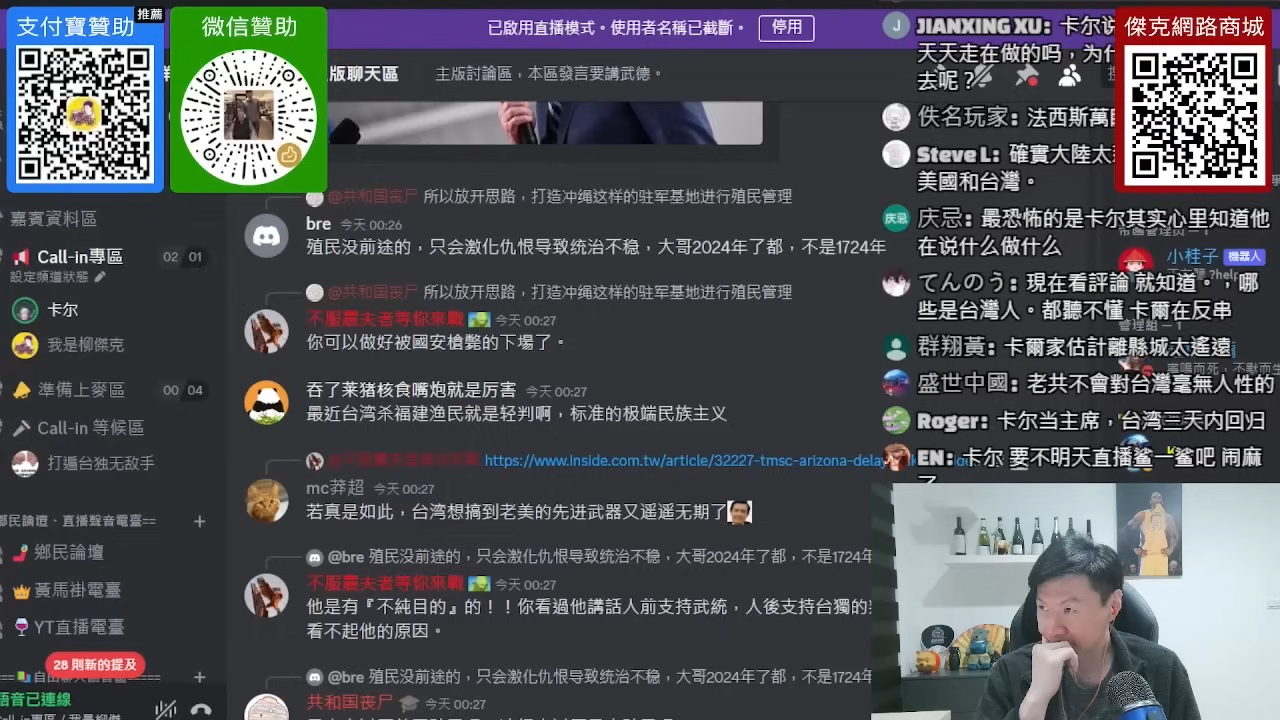 支付寶贊助
推薦
微信贊助
已啟用直播模式。使用者名稱已截斷。
停用
傑克網路商城
版聊天區
主版討論區，本區發言要講武德。
嘉賓資料區
Call-in專區
02 01
設定頻道狀態
卡尔
我是柳傑克
準備上麥區
00 04
Call-in 等候區
打遍台独无敌手
鄉民論壇、直播聲音電臺==
鄉民論壇
黃馬掛電臺
YT直播電臺
28 則新的提及
語音已連線
@共和国丧尸 所以放开思路，打造冲绳这样的驻军基地进行殖民管理
bre 今天 00:26
殖民没前途的，只会激化仇恨导致统治不稳，大哥2024年了都，不是1724年
@共和国丧尸 所以放开思路，打造冲绳这样的驻军基地进行殖民管理
不服農夫者等你來戰 今天 00:27
你可以做好被國安槍斃的下場了。
吞了莱猪核食嘴炮就是厉害 今天 00:27
最近台湾杀福建渔民就是轻判啊，标准的极端民族主义
https://www.inside.com.tw/article/32227-tmsc-arizona-delay
mc莽超 今天 00:27
若真是如此，台湾想搞到老美的先进武器又遥遥无期了
@bre 殖民没前途的，只会激化仇恨导致统治不稳，大哥2024年了都，不是1724年
不服農夫者等你來戰 今天 00:27
他是有『不純目的』的！！你看過他講話人前支持武統，人後支持台獨的
看不起他的原因。
@bre 殖民没前途的，只会激化仇恨导致统治不稳，大哥2024年了都，不是1724年
共和国丧尸 今天 00:27
JIANXING XU: 卡尔说
天天走在做的吗，为什
去呢？
佚名玩家: 法西斯萬
Steve L: 確實大陸太
美國和台灣。
庆忌: 最恐怖的是卡尔其实心里知道他
在说什么做什么
小桂子 機器人
てんのう: 現在看評論 就知道。，哪
些是台灣人。都聽不懂 卡爾在反串
管理組 — 1
群翔黃: 卡爾家估計離縣城太遙遠
盛世中國: 老共不會對台灣毫無人性的
Roger: 卡尔当主席，台湾三天内回归
EN: 卡尔 要不明天直播鲨一鲨吧 闹麻